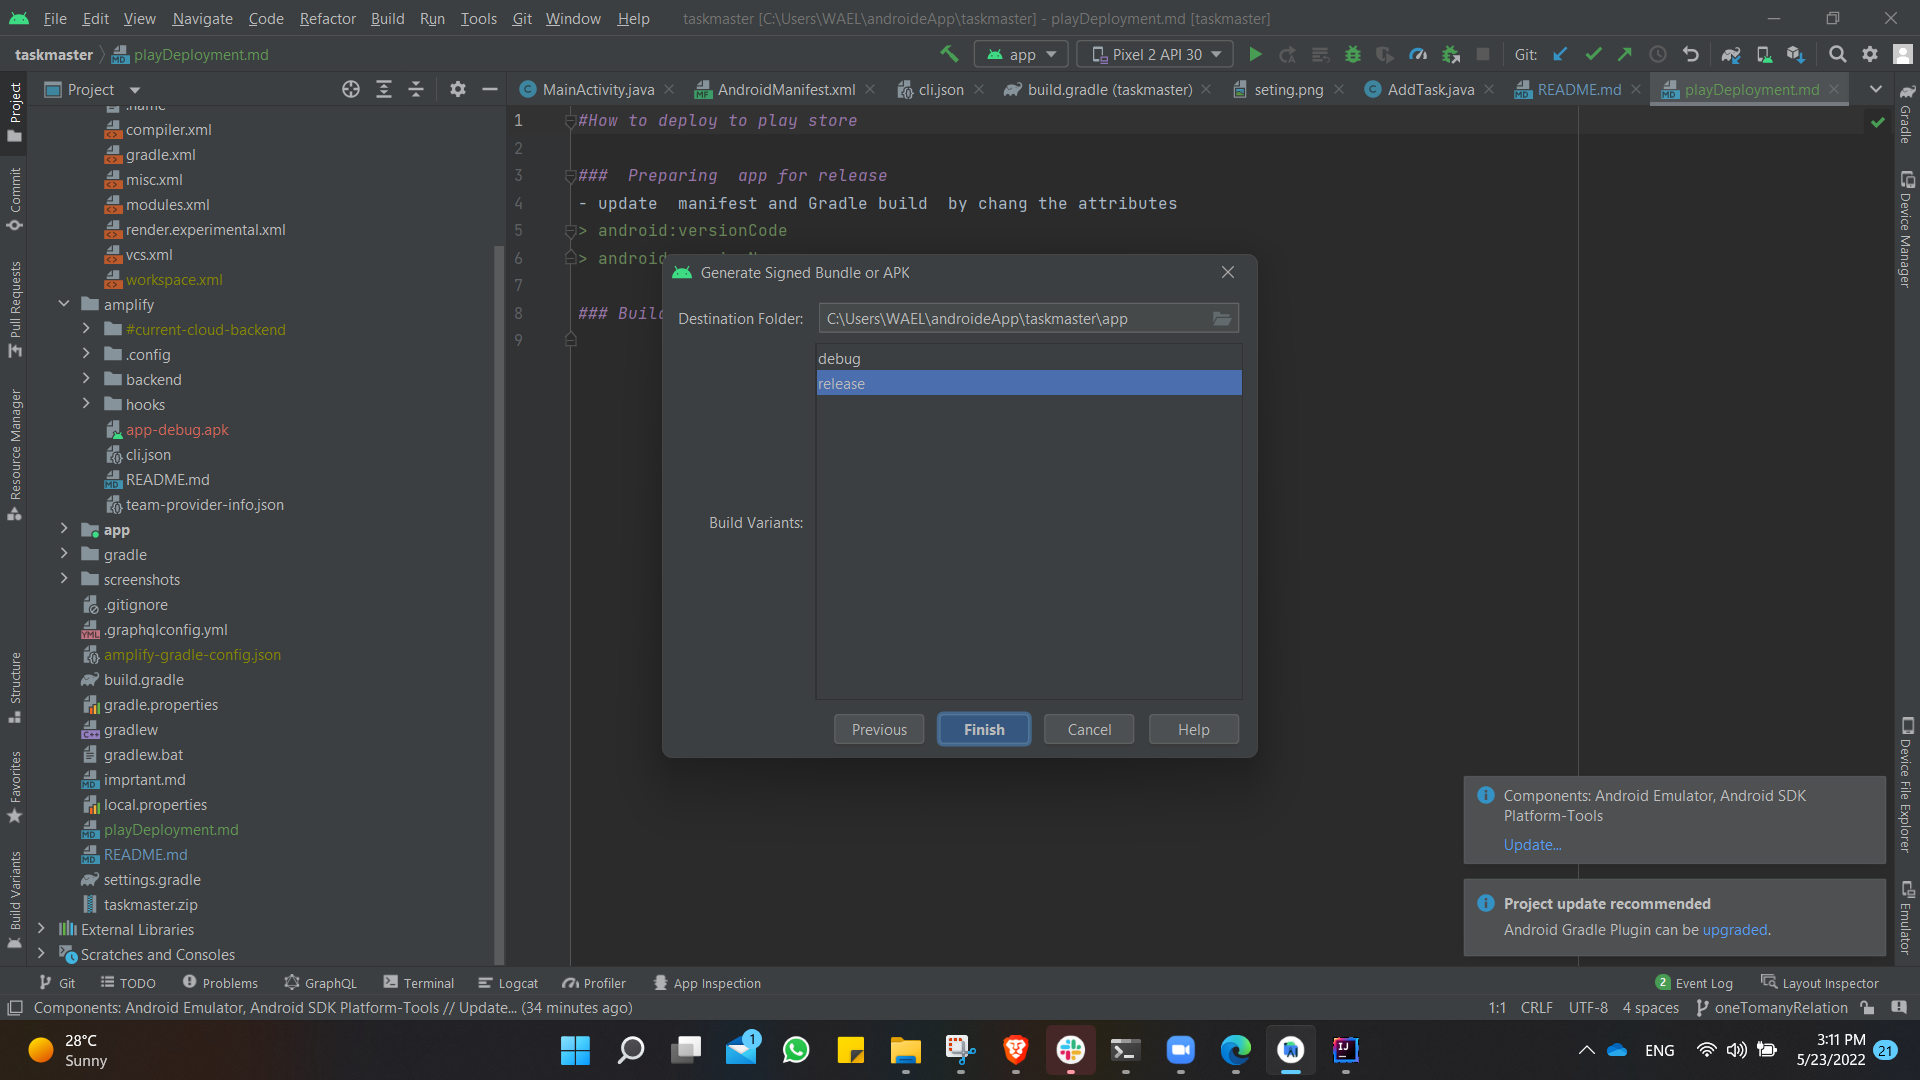 File Edit View Navigate Code Refactor Build Run Tools Git Window Help taskmaster [C:\Users\WAEL\androideApp\taskmaster] - playDeployment.md [taskmaster]
taskmaster playDeployment.md app Pixel 2 API 30 Git:
Project
MainActivity.java AndroidManifest.xml cli.json build.gradle (taskmaster) seting.png AddTask.java README.md playDeployment.md
.name
compiler.xml
gradle.xml
misc.xml
modules.xml
render.experimental.xml
vcs.xml
workspace.xml
amplify
#current-cloud-backend
.config
backend
hooks
app-debug.apk
cli.json
README.md
team-provider-info.json
app
gradle
screenshots
.gitignore
.graphqlconfig.yml
amplify-gradle-config.json
build.gradle
gradle.properties
gradlew
gradlew.bat
imprtant.md
local.properties
playDeployment.md
README.md
settings.gradle
taskmaster.zip
External Libraries
Scratches and Consoles
1 #How to deploy to play store
2
3 ###  Preparing  app for release
4 - update  manifest and Gradle build  by chang the attributes
5 > android:versionCode
6 > android
7
8 ### Build
9
Generate Signed Bundle or APK
Destination Folder: C:\Users\WAEL\androideApp\taskmaster\app
debug
release
Build Variants:
Previous Finish Cancel Help
Components: Android Emulator, Android SDK
Platform-Tools
Update...
Project update recommended
Android Gradle Plugin can be upgraded.
Project
Commit
Pull Requests
Resource Manager
Structure
Favorites
Build Variants
Gradle
Device Manager
Device File Explorer
Emulator
Git TODO Problems GraphQL Terminal Logcat Profiler App Inspection 2 Event Log Layout Inspector
Components: Android Emulator, Android SDK Platform-Tools // Update... (34 minutes ago) 1:1 CRLF UTF-8 4 spaces oneTomanyRelation
28°C
Sunny
1
ENG
3:11 PM
5/23/2022
21